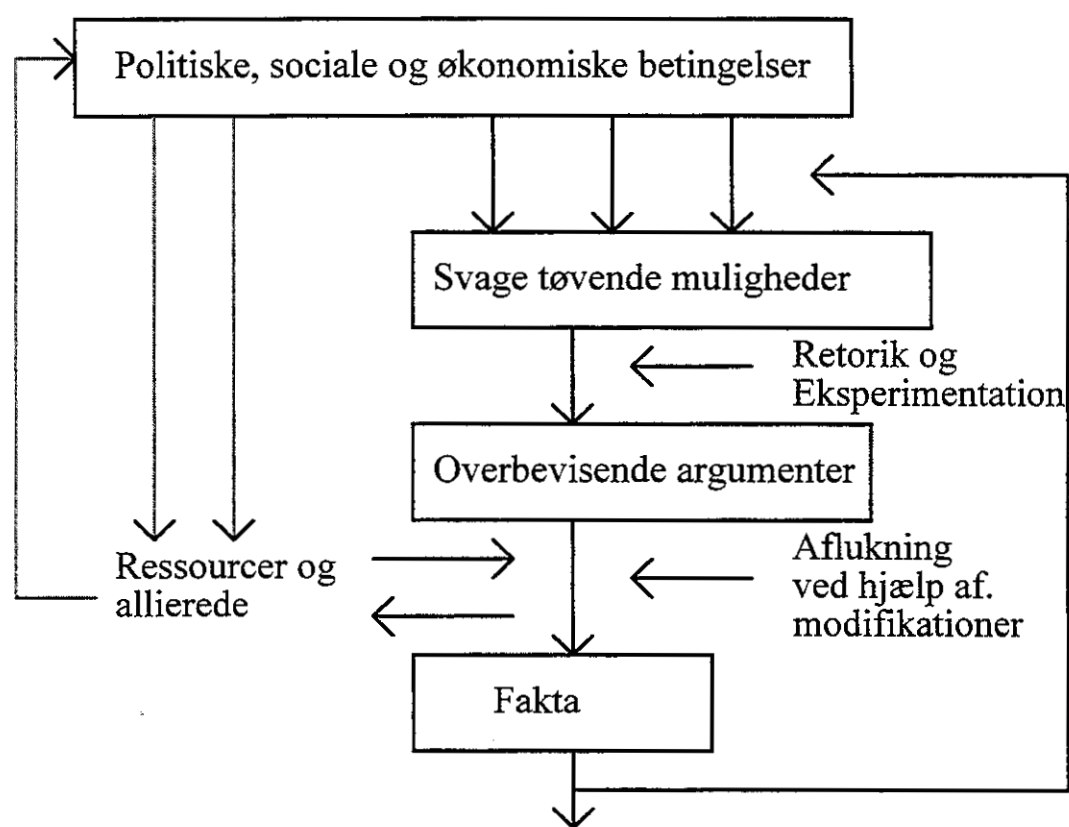 Politiske, sociale og økonomiske betingelser
Svage tøvende muligheder
Retorik og
Eksperimentation
Overbevisende argumenter
Ressourcer og
allierede
Aflukning
ved hjælp af.
modifikationer
Fakta